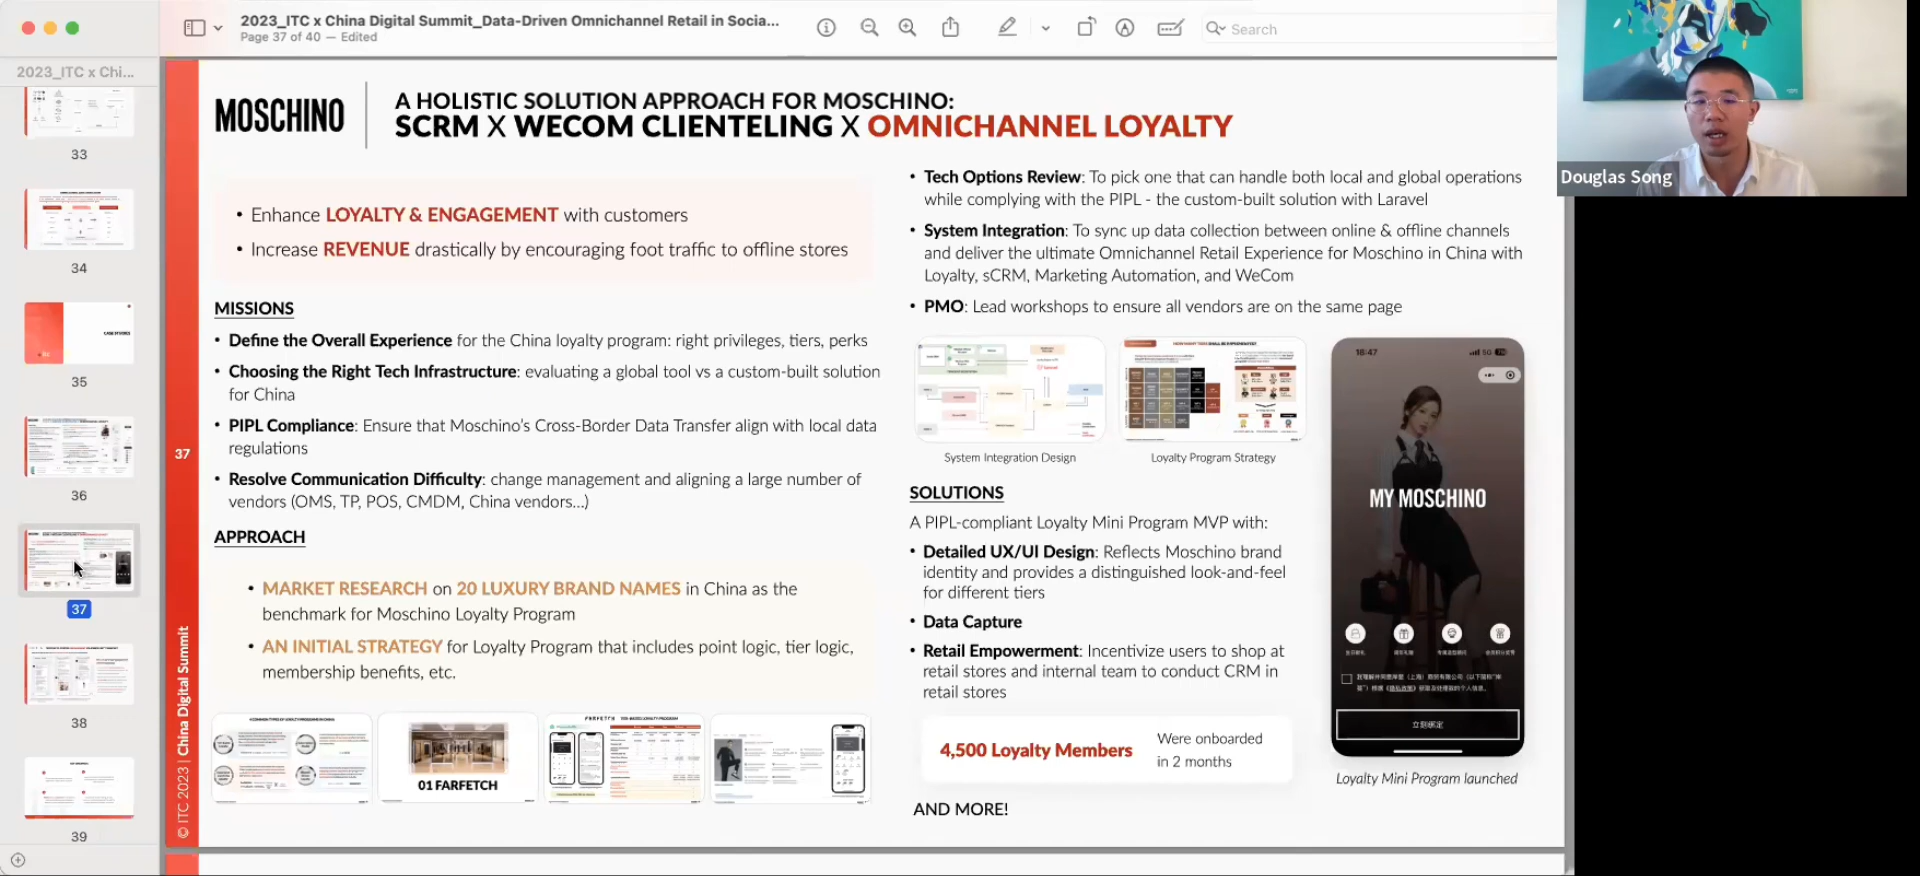 2023_ITC x China Digital Summit_Data-Driven Omnichannel Retail in Socia...
Page 37 of 40 — Edited
Search
2023_ITC x Chi...
33
34
35
36
37
38
39
37
© ITC 2023 | China Digital Summit
MOSCHINO
A HOLISTIC SOLUTION APPROACH FOR MOSCHINO:
SCRM X WECOM CLIENTELING X OMNICHANNEL LOYALTY
• Enhance LOYALTY & ENGAGEMENT with customers
• Increase REVENUE drastically by encouraging foot traffic to offline stores
MISSIONS
• Define the Overall Experience for the China loyalty program: right privileges, tiers, perks
• Choosing the Right Tech Infrastructure: evaluating a global tool vs a custom-built solution
for China
• PIPL Compliance: Ensure that Moschino's Cross-Border Data Transfer align with local data
regulations
• Resolve Communication Difficulty: change management and aligning a large number of
vendors (OMS, TP, POS, CMDM, China vendors...)
APPROACH
• MARKET RESEARCH on 20 LUXURY BRAND NAMES in China as the
benchmark for Moschino Loyalty Program
• AN INITIAL STRATEGY for Loyalty Program that includes point logic, tier logic,
membership benefits, etc.
01 FARFETCH
• Tech Options Review: To pick one that can handle both local and global operations
while complying with the PIPL - the custom-built solution with Laravel
• System Integration: To sync up data collection between online & offline channels
and deliver the ultimate Omnichannel Retail Experience for Moschino in China with
Loyalty, sCRM, Marketing Automation, and WeCom
• PMO: Lead workshops to ensure all vendors are on the same page
System Integration Design
Loyalty Program Strategy
SOLUTIONS
A PIPL-compliant Loyalty Mini Program MVP with:
• Detailed UX/UI Design: Reflects Moschino brand
identity and provides a distinguished look-and-feel
for different tiers
• Data Capture
• Retail Empowerment: Incentivize users to shop at
retail stores and internal team to conduct CRM in
retail stores
4,500 Loyalty Members
Were onboarded
in 2 months
AND MORE!
18:47
5G
MY MOSCHINO
立刻绑定
Loyalty Mini Program launched
Douglas Song